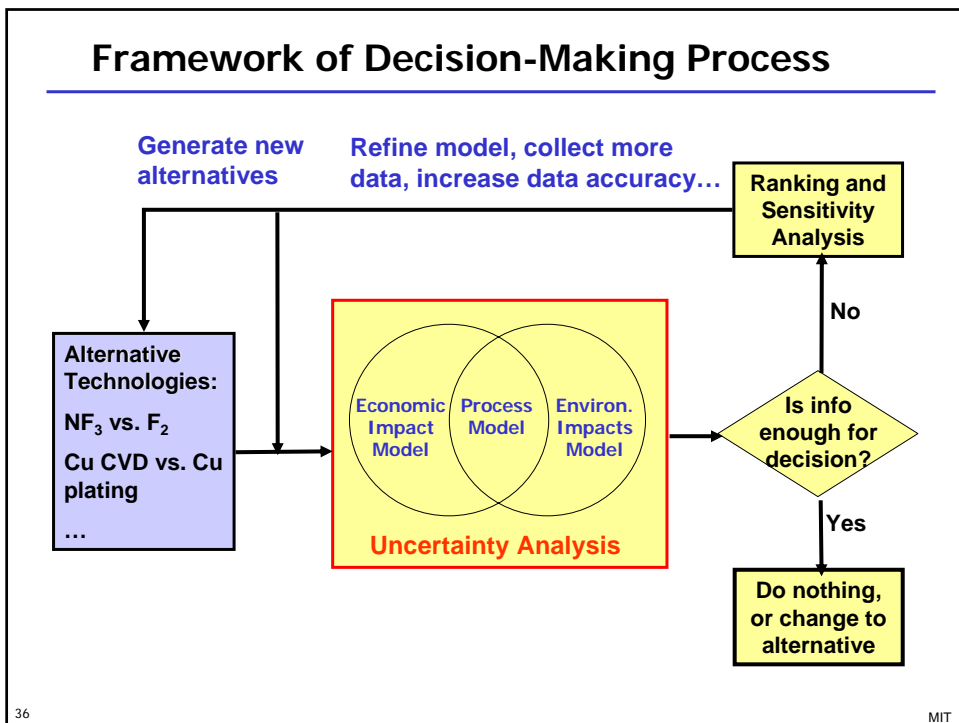 Framework of Decision-Making Process
Generate new
alternatives
Refine model, collect more
data, increase data accuracy…
Ranking and
Sensitivity
Analysis
No
Alternative
Technologies:
NF₃ vs. F₂
Cu CVD vs. Cu
plating
…
Economic
Impact
Model
Process
Model
Environ.
Impacts
Model
Uncertainty Analysis
Is info
enough for
decision?
Yes
Do nothing,
or change to
alternative
36
MIT